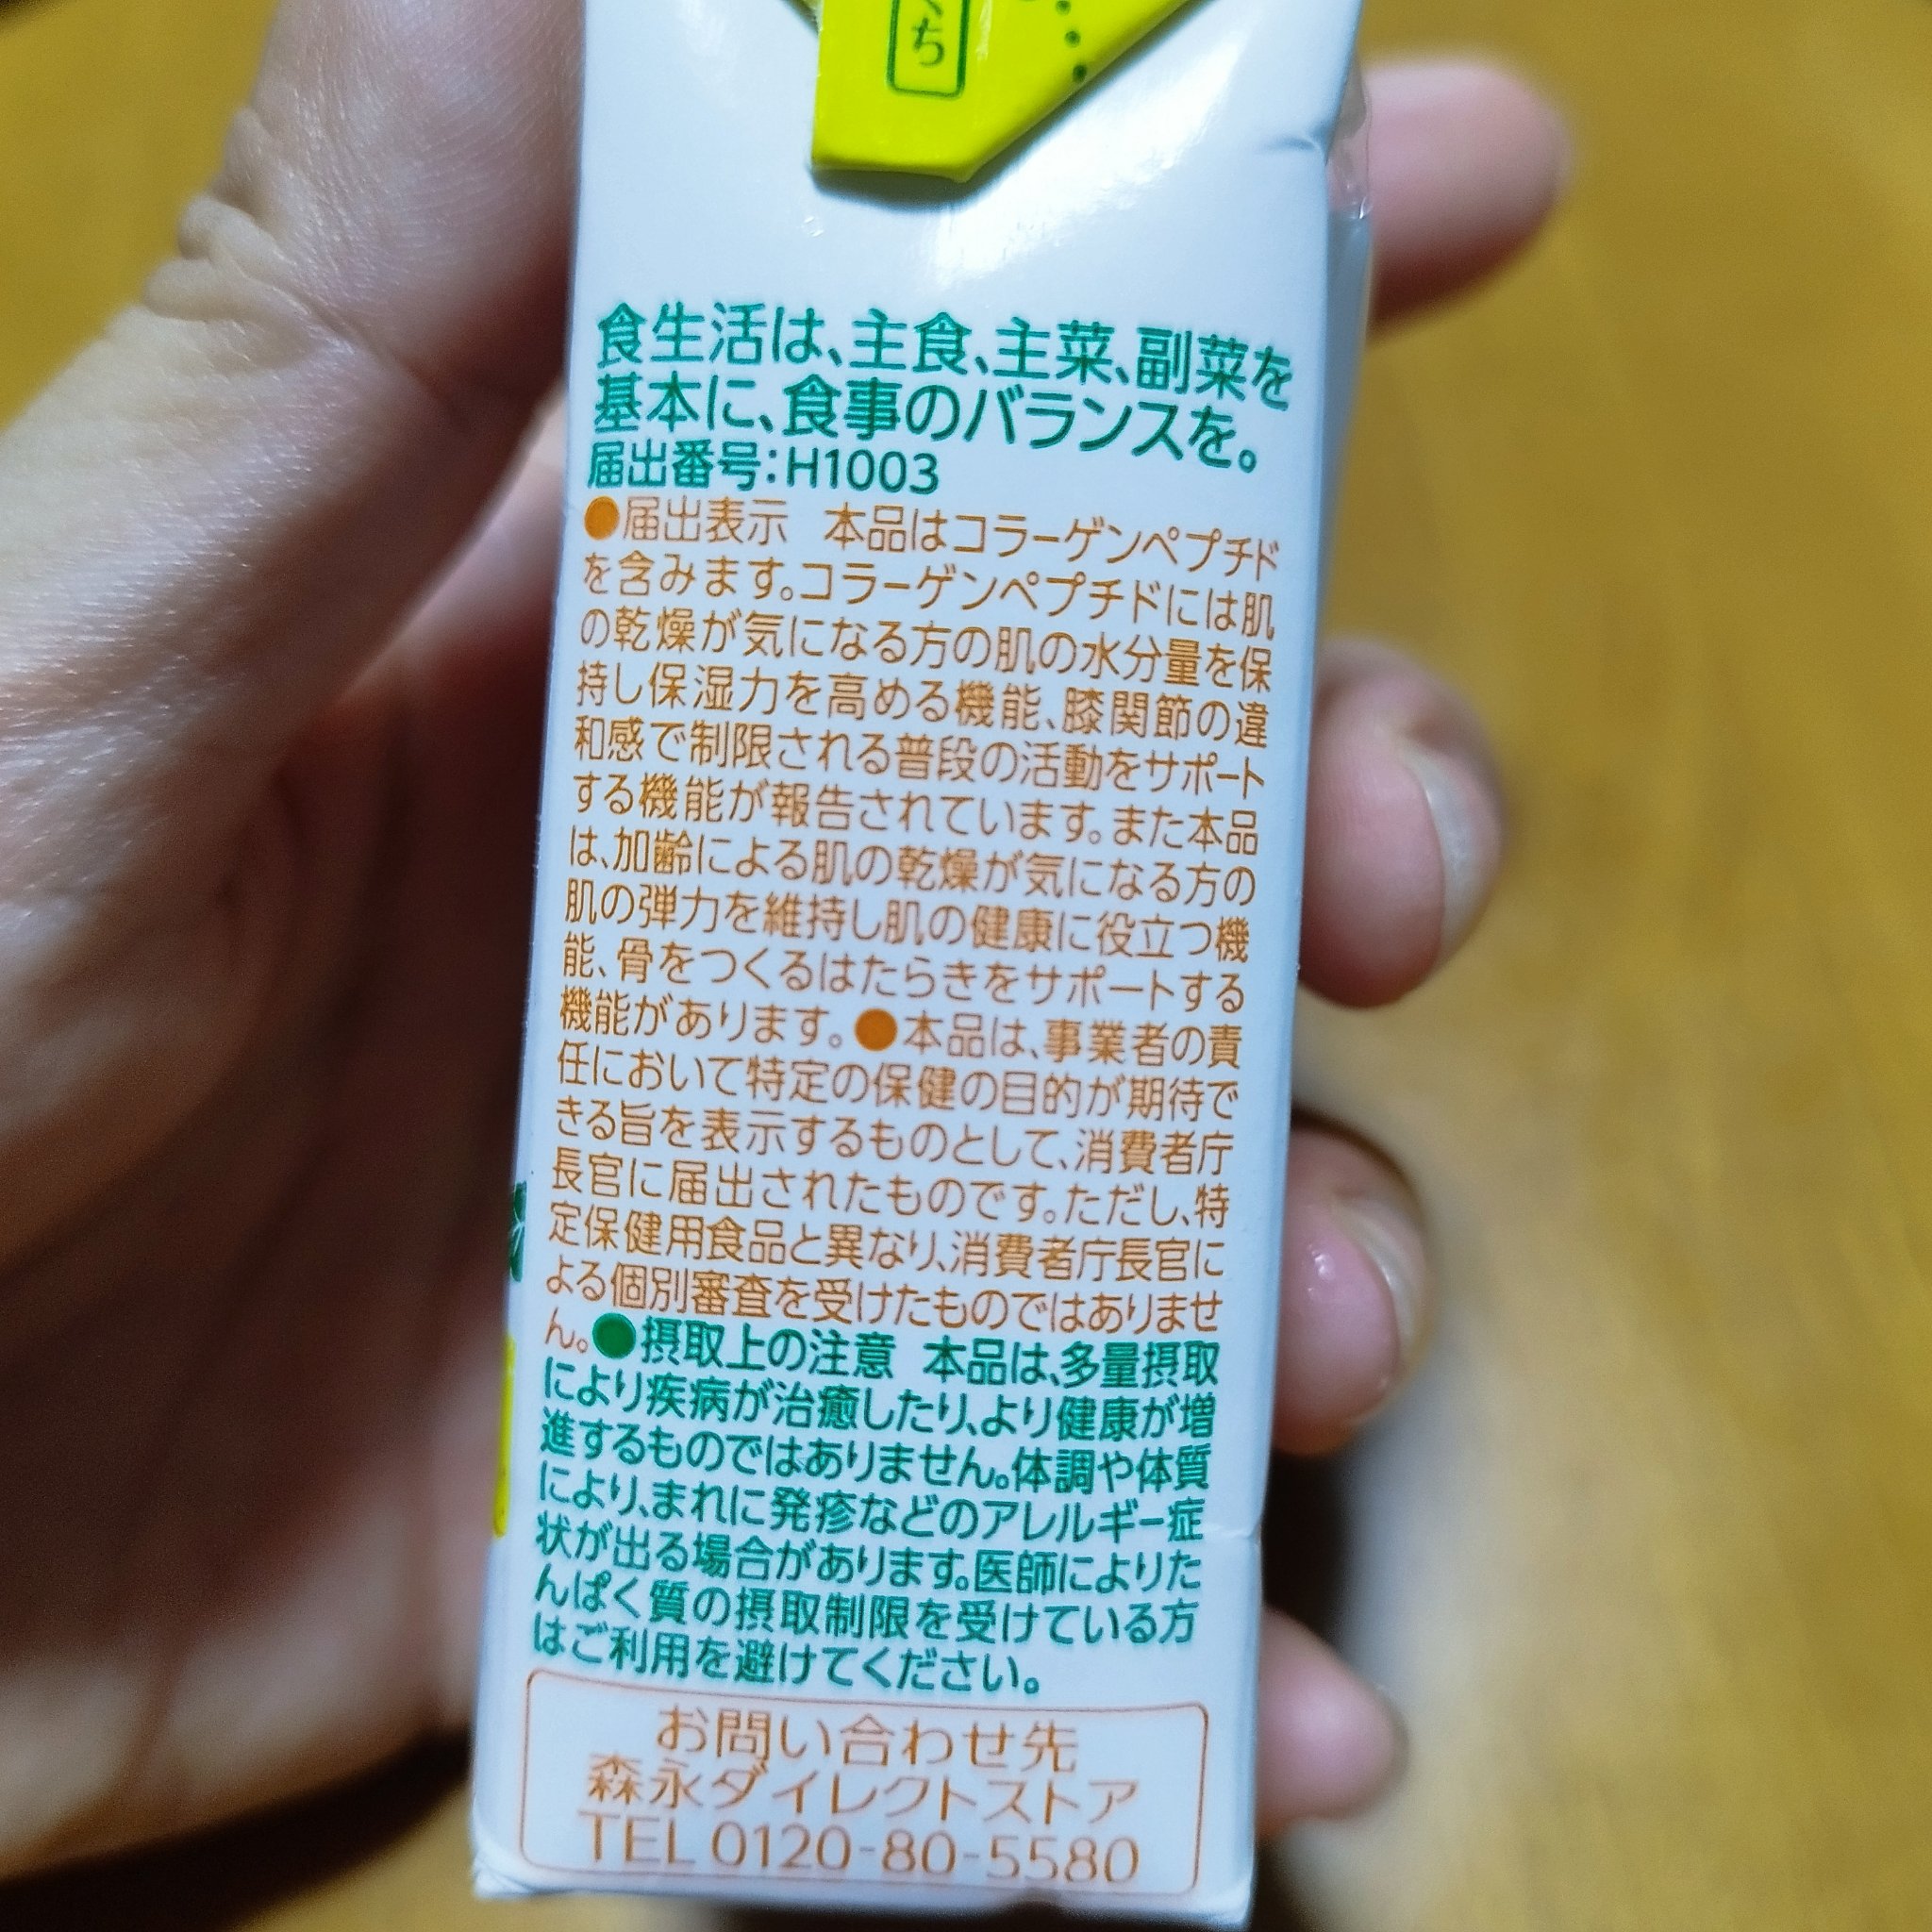 ち
食生活は、主食、主菜、副菜を
基本に、食事のバランスを。
届出番号：H1003
●届出表示　本品はコラーゲンペプチド
を含みます。コラーゲンペプチドには肌
の乾燥が気になる方の肌の水分量を保
持し保湿力を高める機能、膝関節の違
和感で制限される普段の活動をサポート
する機能が報告されています。また本品
は、加齢による肌の乾燥が気になる方の
肌の弾力を維持し肌の健康に役立つ機
能、骨をつくるはたらきをサポートする
機能があります。●本品は、事業者の責
任において特定の保健の目的が期待で
きる旨を表示するものとして、消費者庁
長官に届出されたものです。ただし、特
定保健用食品と異なり、消費者庁長官に
よる個別審査を受けたものではありませ
ん。●摂取上の注意　本品は、多量摂取
により疾病が治癒したり、より健康が増
進するものではありません。体調や体質
により、まれに発疹などのアレルギー症
状が出る場合があります。医師によりた
んぱく質の摂取制限を受けている方
はご利用を避けてください。
お問い合わせ先
森永ダイレクトストア
TEL 0120-80-5580